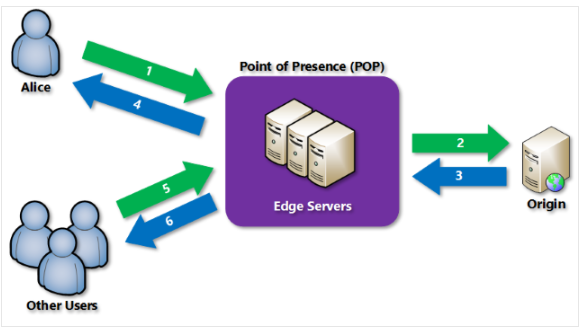 Point of Presence (POP)
Alice
1
4
2
3
5
6
Edge Servers
Origin
Other Users